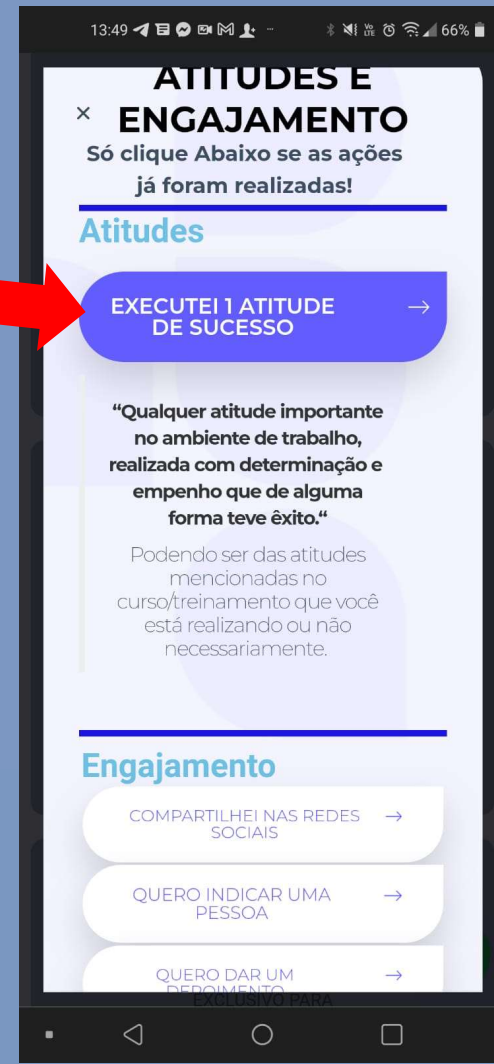 13:49
66%
ATITUDES E
× ENGAJAMENTO
Só clique Abaixo se as ações
já foram realizadas!
Atitudes
EXECUTEI 1 ATITUDE →
DE SUCESSO
“Qualquer atitude importante
no ambiente de trabalho,
realizada com determinação e
empenho que de alguma
forma teve êxito.“
Podendo ser das atitudes
mencionadas no
curso/treinamento que você
está realizando ou não
necessariamente.
Engajamento
COMPARTILHEI NAS REDES →
SOCIAIS
QUERO INDICAR UMA →
PESSOA
QUERO DAR UM →
DEPOIMENTO
EXCLUSIVO PARA